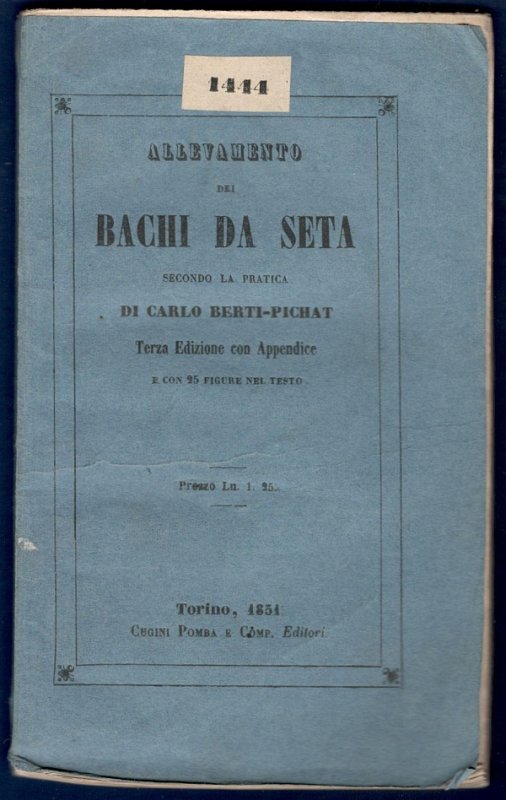 1444
ALLEVAMENTO
DEI
BACHI DA SETA
SECONDO LA PRATICA
DI CARLO BERTI-PICHAT
Terza Edizione con Appendice
E CON 25 FIGURE NEL TESTO
Prezzo Ln. 1. 25.
Torino, 1851
CUGINI POMBA E COMP. Editori